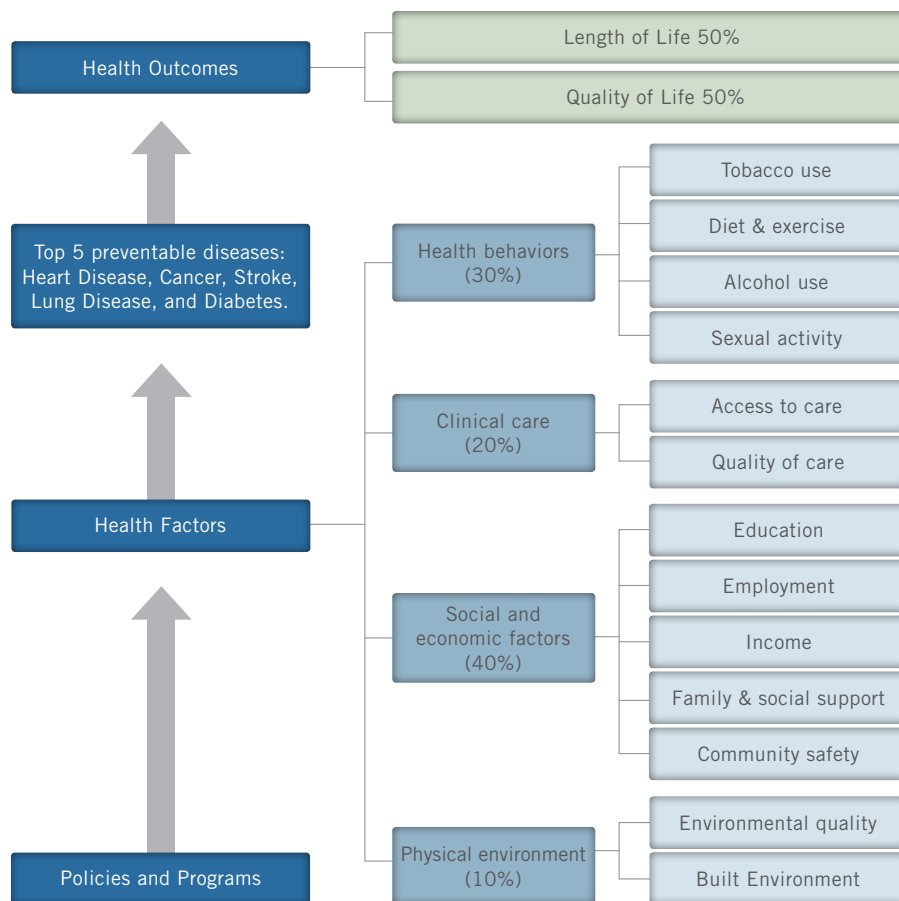 Health Outcomes
Length of Life 50%
Quality of Life 50%
Top 5 preventable diseases:
Heart Disease, Cancer, Stroke,
Lung Disease, and Diabetes.
Health behaviors
(30%)
Tobacco use
Diet & exercise
Alcohol use
Sexual activity
Clinical care
(20%)
Access to care
Quality of care
Health Factors
Social and
economic factors
(40%)
Education
Employment
Income
Family & social support
Community safety
Policies and Programs
Physical environment
(10%)
Environmental quality
Built Environment